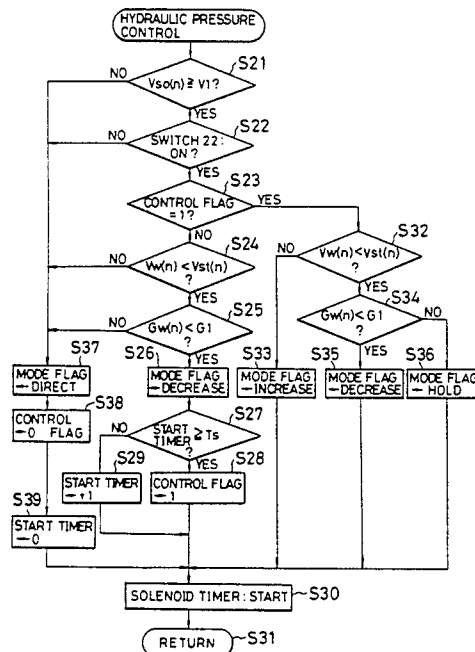 HYDRAULIC PRESSURE
CONTROL
S21
NO
Vso(n) ≧ V1?
YES
S22
NO
SWITCH 22:
ON ?
YES
S23
CONTROL FLAG
=1?
YES
NO
S24
NO
Vw(n) < Vst(n)
?
YES
S32
NO
Vw(n)<Vst(n)
?
YES
S25
NO
Gw(n) < G1
?
YES
S34
Gw(n) < G1
?
NO
YES
S37
MODE FLAG
←DIRECT
S26
MODE FLAG
←DECREASE
S33
MODE FLAG
←INCREASE
S35
MODE FLAG
←DECREASE
S36
MODE FLAG
←HOLD
S38
CONTROL
←0 FLAG
S27
NO
START
TIMER ≧ Ts
?
YES
S29
START TIMER
← +1
S28
CONTROL FLAG
← 1
S39
START TIMER
←0
SOLENOID TIMER: START
S30
RETURN
S31